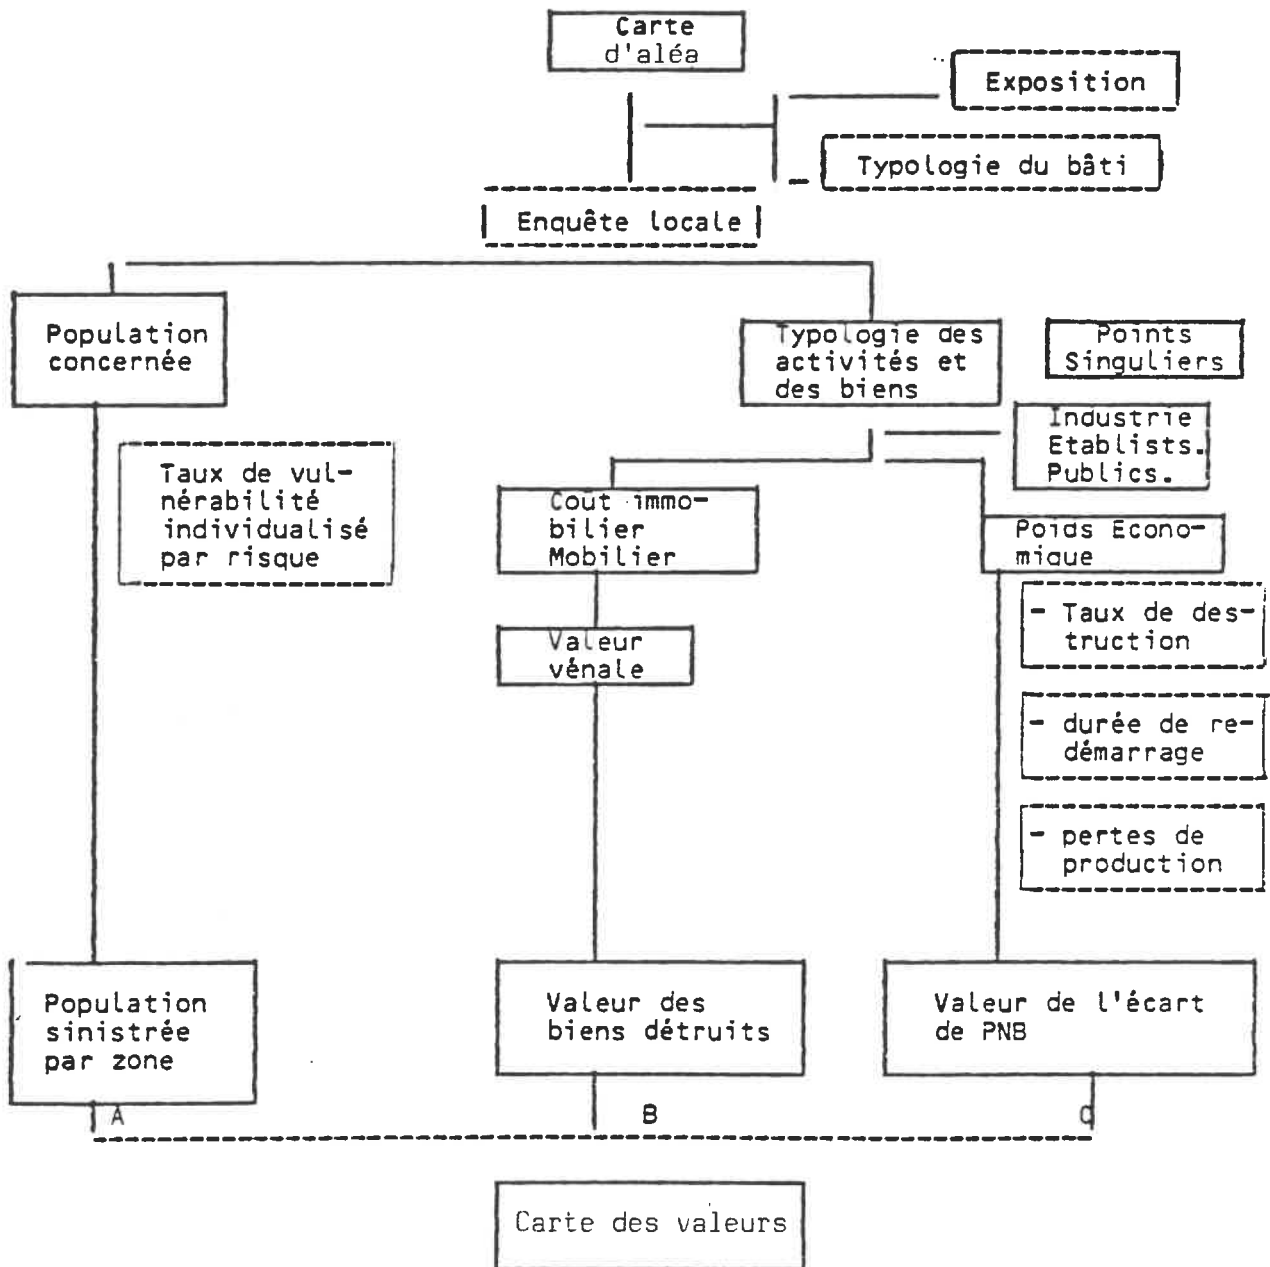 Carte
d'aléa
Exposition
Typologie du bâti
Enquête locale
Population
concernée
Typologie des
activités et
des biens
Points
Singuliers
Industrie
Etablists.
Publics.
Taux de vul-
nérabilité
individualisé
par risque
Coût immo-
bilier
Mobilier
Poids Econo-
mique
- Taux de des-
truction
Valeur
vénale
- durée de re-
démarrage
- pertes de
production
Population
sinistrée
par zone
Valeur des
biens détruits
Valeur de l'écart
de PNB
A
B
C
Carte des valeurs